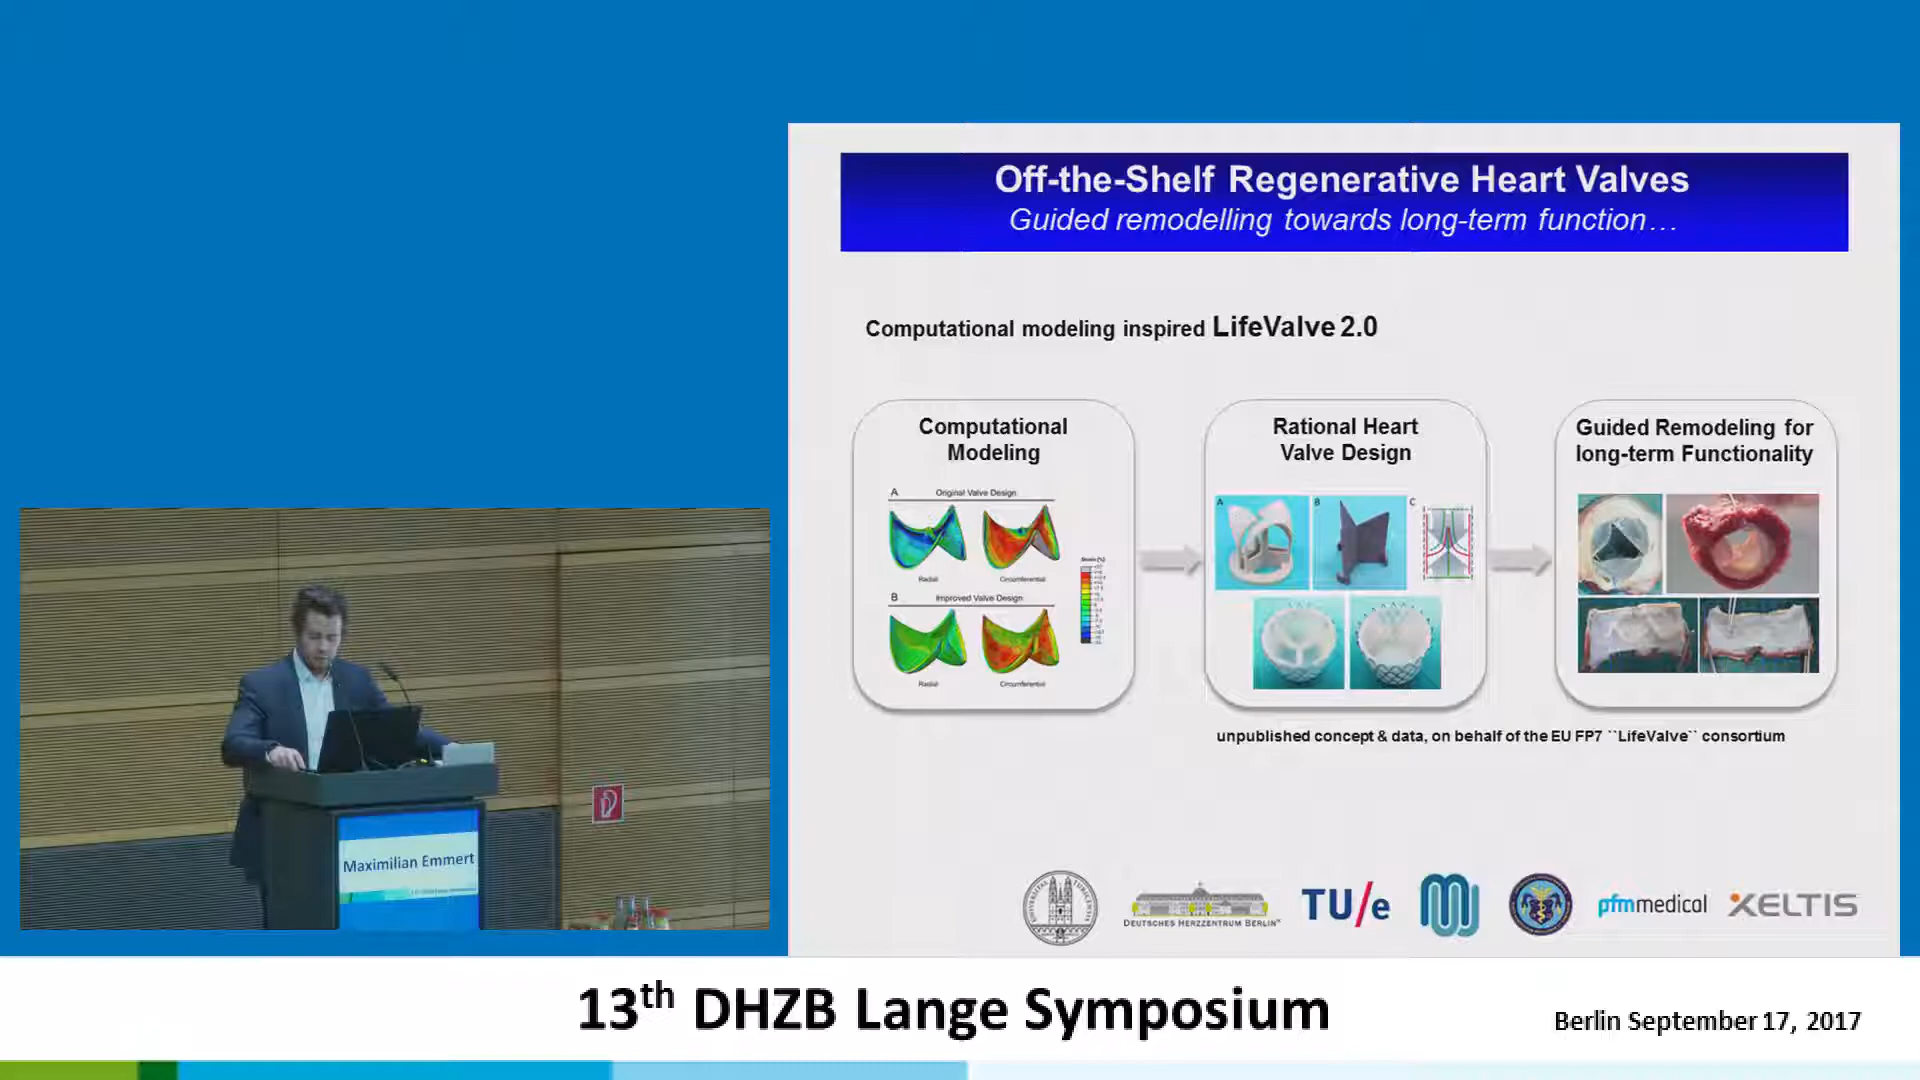 Off-the-Shelf Regenerative Heart Valves
Guided remodelling towards long-term function...
Computational modeling inspired LifeValve 2.0
Computational
Modeling
A
Original Valve Design
Radial
Circumferential
B
Improved Valve Design
Radial
Circumferential
Rational Heart
Valve Design
A
B
C
Guided Remodeling for
long-term Functionality
unpublished concept & data, on behalf of the EU FP7 ``LifeValve`` consortium
DEUTSCHES HERZZENTRUM BERLIN
TU/e
pfmmedical
XELTIS
Maximilian Emmert
13th DHZB Lange Symposium
Berlin September 17, 2017